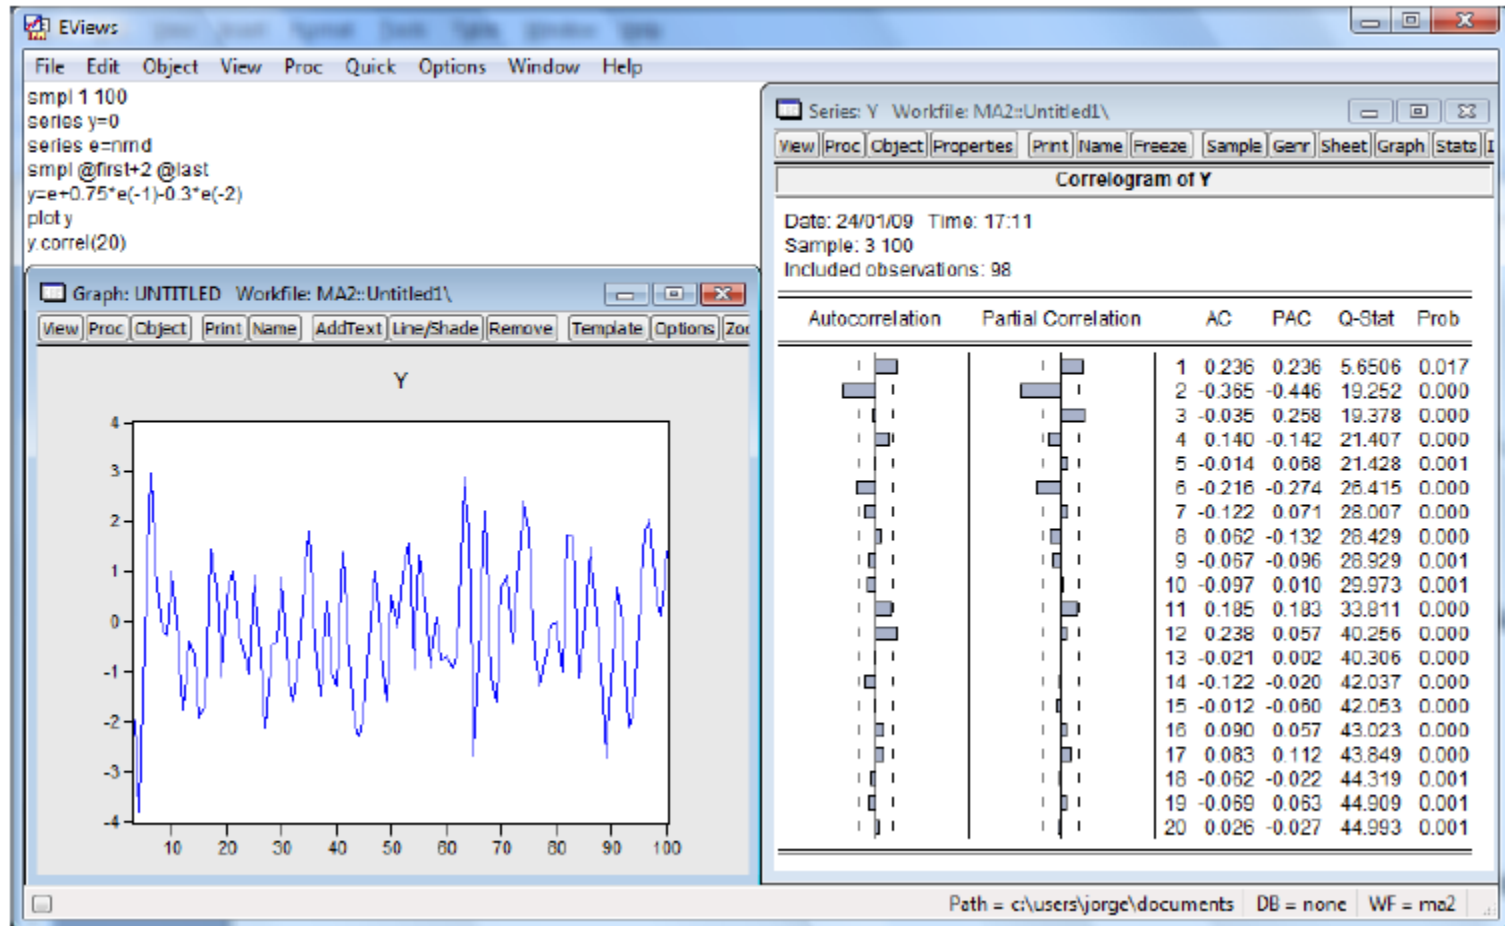 EViews
File Edit Object View Proc Quick Options Window Help
smpl 1 100
series y=0
series e=nrnd
smpl @first+2 @last
y=e+0.75*e(-1)-0.3*e(-2)
plot y
y.correl(20)
Graph: UNTITLED Workfile: MA2::Untitled1\
View Proc Object Print Name AddText Line/Shade Remove Template Options Zoo
Y
4
3
2
1
0
-1
-2
-3
-4
10 20 30 40 50 60 70 80 90 100
Series: Y Workfile: MA2::Untitled1\
View Proc Object Properties Print Name Freeze Sample Genr Sheet Graph Stats I
Correlogram of Y
Date: 24/01/09 Time: 17:11
Sample: 3 100
Included observations: 98
Autocorrelation Partial Correlation AC PAC Q-Stat Prob
1 0.236 0.236 5.6506 0.017
2 -0.365 -0.446 19.252 0.000
3 -0.035 0.258 19.378 0.000
4 0.140 -0.142 21.407 0.000
5 -0.014 0.068 21.428 0.001
6 -0.216 -0.274 26.415 0.000
7 -0.122 0.071 28.007 0.000
8 0.062 -0.132 28.429 0.000
9 -0.067 -0.096 28.929 0.001
10 -0.097 0.010 29.973 0.001
11 0.185 0.183 33.811 0.000
12 0.238 0.057 40.256 0.000
13 -0.021 0.002 40.306 0.000
14 -0.122 -0.020 42.037 0.000
15 -0.012 -0.060 42.053 0.000
16 0.090 0.057 43.023 0.000
17 0.083 0.112 43.849 0.000
18 -0.062 -0.022 44.319 0.001
19 -0.069 0.063 44.909 0.001
20 0.026 -0.027 44.993 0.001
Path = c:\users\jorge\documents DB = none WF = ma2